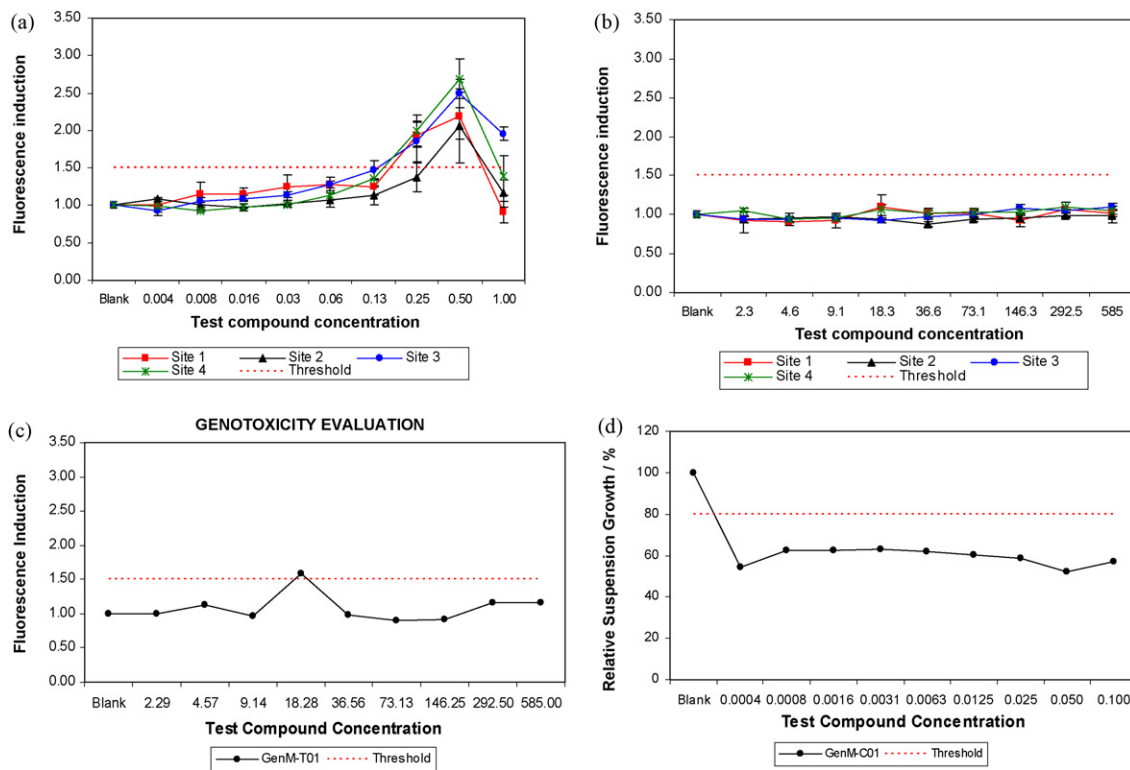 (a)
3.50
3.00
2.50
2.00
1.50
1.00
0.50
0.00
Fluorescence induction
Blank 0.004 0.008 0.016 0.03 0.06 0.13 0.25 0.50 1.00
Test compound concentration
Site 1 Site 2 Site 3
Site 4 Threshold
(b)
3.50
3.00
2.50
2.00
1.50
1.00
0.50
0.00
Fluorescence induction
Blank 2.3 4.6 9.1 18.3 36.6 73.1 146.3 292.5 585
Test compound concentration
Site 1 Site 2 Site 3
Site 4 Threshold
(c)
GENOTOXICITY EVALUATION
3.50
3.00
2.50
2.00
1.50
1.00
0.50
0.00
Fluorescence Induction
Blank 2.29 4.57 9.14 18.28 36.56 73.13 146.25 292.50 585.00
Test Compound Concentration
GenM-T01 Threshold
(d)
120
100
80
60
40
20
0
Relative Suspension Growth / %
Blank 0.0004 0.0008 0.0016 0.0031 0.0063 0.0125 0.025 0.050 0.100
Test Compound Concentration
GenM-C01 Threshold